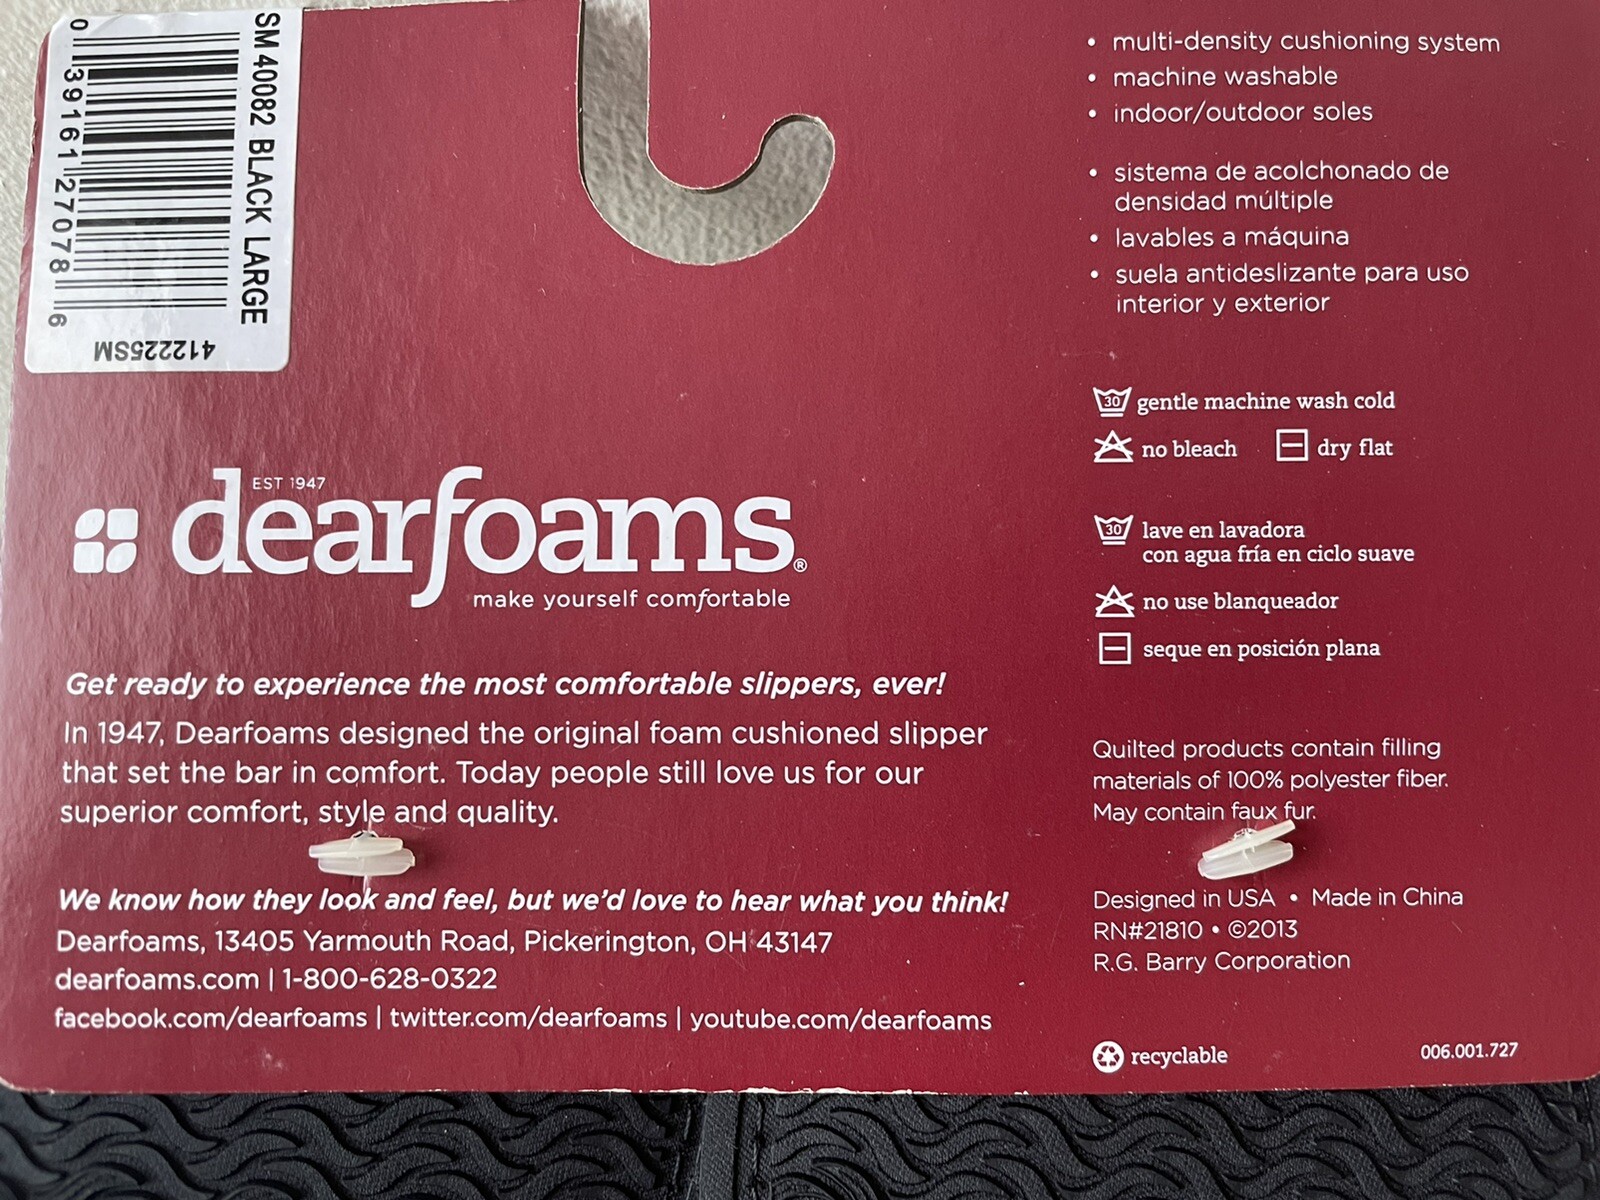 SM 40082 BLACK LARGE
0 39161 27078 6
412225SM
EST 1947
dearfoams®
make yourself comfortable
Get ready to experience the most comfortable slippers, ever!
In 1947, Dearfoams designed the original foam cushioned slipper
that set the bar in comfort. Today people still love us for our
superior comfort, style and quality.
We know how they look and feel, but we'd love to hear what you think!
Dearfoams, 13405 Yarmouth Road, Pickerington, OH 43147
dearfoams.com | 1-800-628-0322
facebook.com/dearfoams | twitter.com/dearfoams | youtube.com/dearfoams
• multi-density cushioning system
• machine washable
• indoor/outdoor soles
• sistema de acolchonado de
densidad múltiple
• lavables a máquina
• suela antideslizante para uso
interior y exterior
30 gentle machine wash cold
no bleach dry flat
30 lave en lavadora
con agua fría en ciclo suave
no use blanqueador
seque en posición plana
Quilted products contain filling
materials of 100% polyester fiber.
May contain faux fur.
Designed in USA • Made in China
RN#21810 • ©2013
R.G. Barry Corporation
recyclable 006.001.727